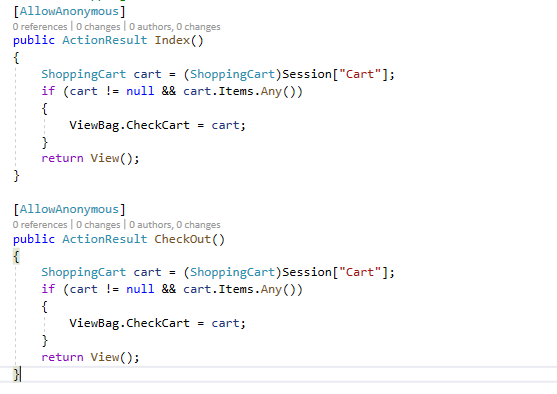 [AllowAnonymous]
0 references | 0 changes | 0 authors, 0 changes
public ActionResult Index()
{
ShoppingCart cart = (ShoppingCart)Session["Cart"];
if (cart != null && cart.Items.Any())
{
ViewBag.CheckCart = cart;
}
return View();
}
[AllowAnonymous]
0 references | 0 changes | 0 authors, 0 changes
public ActionResult CheckOut()
{
ShoppingCart cart = (ShoppingCart)Session["Cart"];
if (cart != null && cart.Items.Any())
{
ViewBag.CheckCart = cart;
}
return View();
}